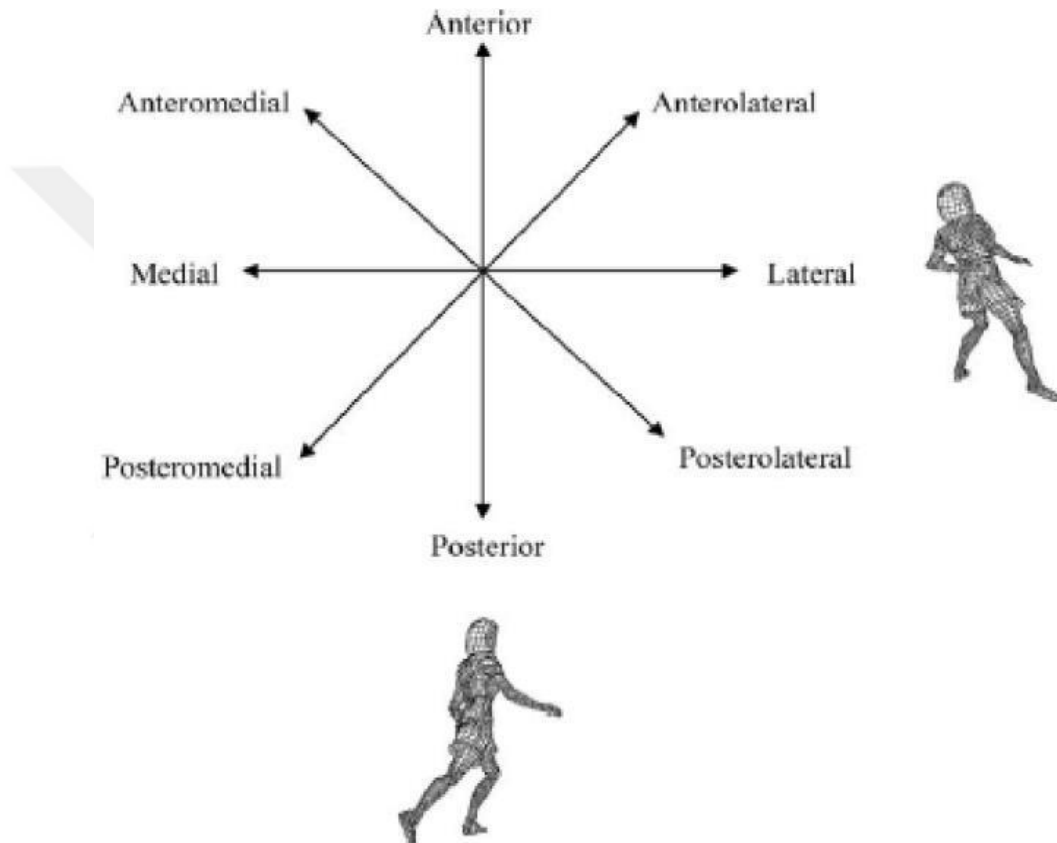 Anterior
Anteromedial
Anterolateral
Medial
Lateral
Posteromedial
Posterolateral
Posterior